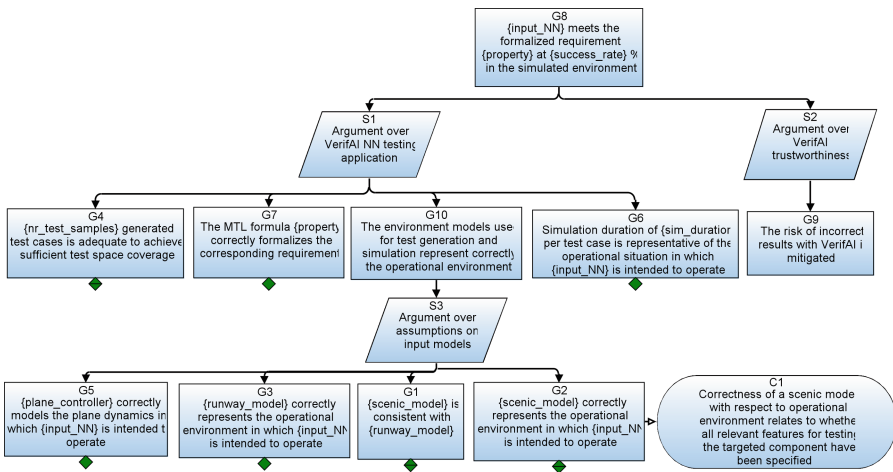 G8
{input_NN} meets the
formalized requirement
{property} at {success_rate} %
in the simulated environment
S1
Argument over
VerifAI NN testing
application
S2
Argument over
VerifAI
trustworthiness
G4
{nr_test_samples} generated
test cases is adequate to achieve
sufficient test space coverage
G7
The MTL formula {property
correctly formalizes the
corresponding requirement
G10
The environment models use
for test generation and
simulation represent correctly
the operational environment
G6
Simulation duration of {sim_duration
per test case is representative of the
operational situation in which
{input_NN} is intended to operate
G9
The risk of incorrect
results with VerifAI i
mitigated
S3
Argument over
assumptions on
input models
G5
{plane_controller} correctly
models the plane dynamics in
which {input_NN} is intended t
operate
G3
{runway_model} correctly
represents the operational
environment in which {input_NN
is intended to operate
G1
{scenic_model} is
consistent with
{runway_model}
G2
{scenic_model} correctly
represents the operational
environment in which {input_NN
is intended to operate
C1
Correctness of a scenic mode
with respect to operational
environment relates to whethe
all relevant features for testing
the targeted component have
been specified